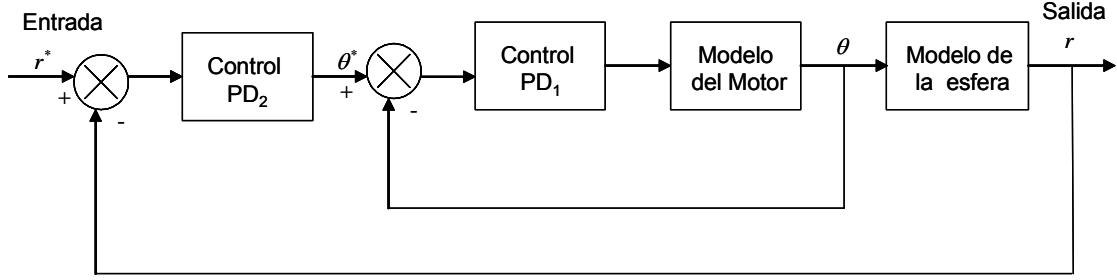 Entrada
r*
+
-
Control
PD₂
θ*
+
-
Control
PD₁
Modelo
del Motor
θ
Modelo de
la esfera
Salida
r